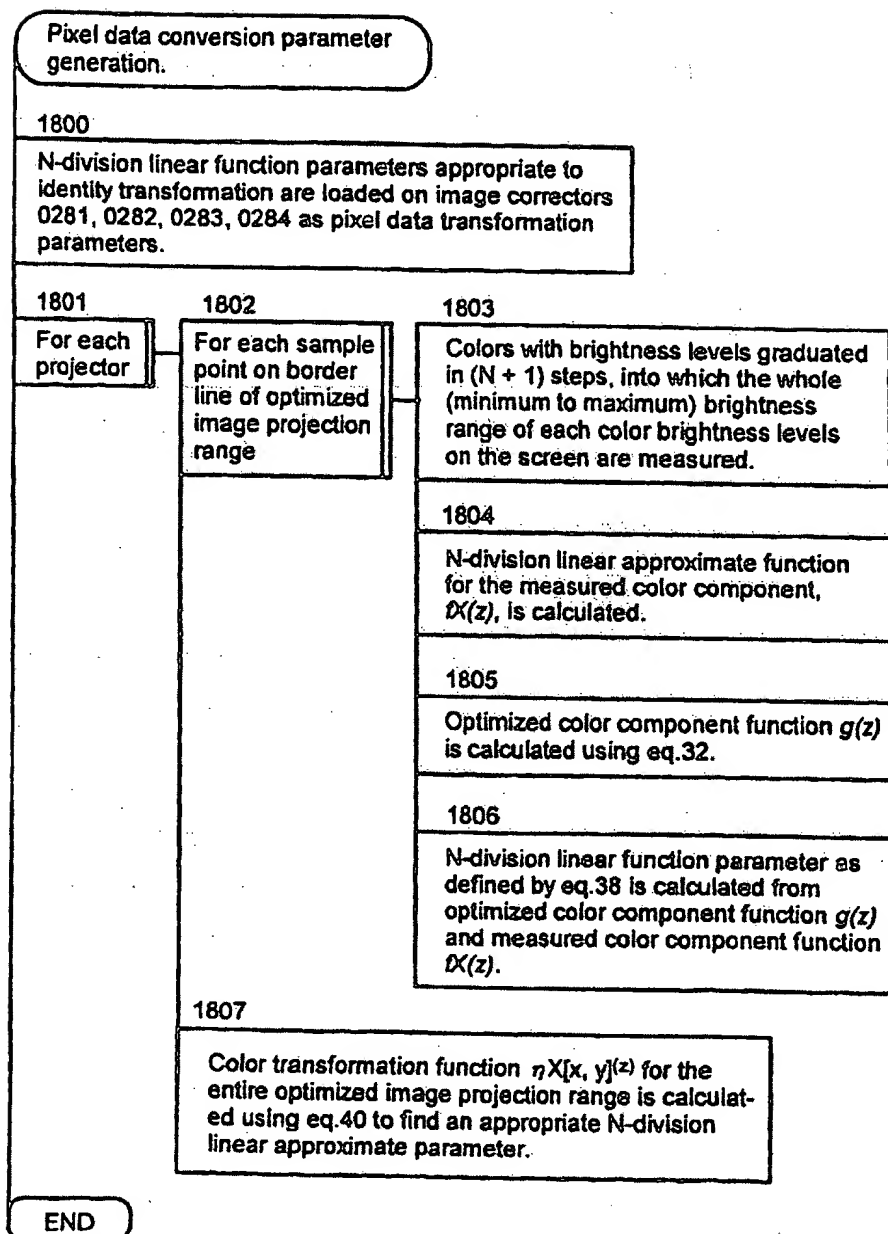 Pixel data conversion parameter
generation.
1800
N-division linear function parameters appropriate to
identity transformation are loaded on image correctors
0281, 0282, 0283, 0284 as pixel data transformation
parameters.
1801
For each
projector
1802
For each sample
point on border
line of optimized
image projection
range
1803
Colors with brightness levels graduated
in (N + 1) steps, into which the whole
(minimum to maximum) brightness
range of each color brightness levels
on the screen are measured.
1804
N-division linear approximate function
for the measured color component,
fX(z), is calculated.
1805
Optimized color component function g(z)
is calculated using eq.32.
1806
N-division linear function parameter as
defined by eq.38 is calculated from
optimized color component function g(z)
and measured color component function
fX(z).
1807
Color transformation function ηX[x, y](z) for the
entire optimized image projection range is calculat-
ed using eq.40 to find an appropriate N-division
linear approximate parameter.
END